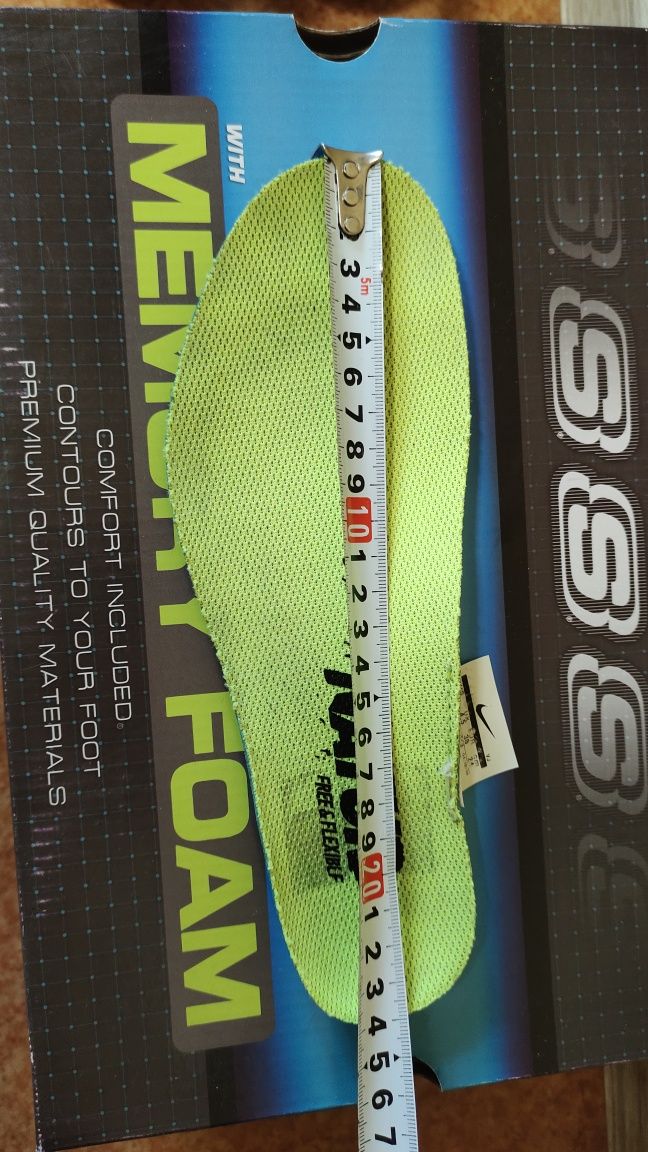 WITH
MEMORY FOAM
COMFORT INCLUDED®
CONTOURS TO YOUR FOOT
PREMIUM QUALITY MATERIALS
3 4 5 6 7 8 9 10 1 2 3 4 5 6 7 8 9 20 1 2 3 4 5 6 7
5m
FREE & FLEXIBLE
S S S